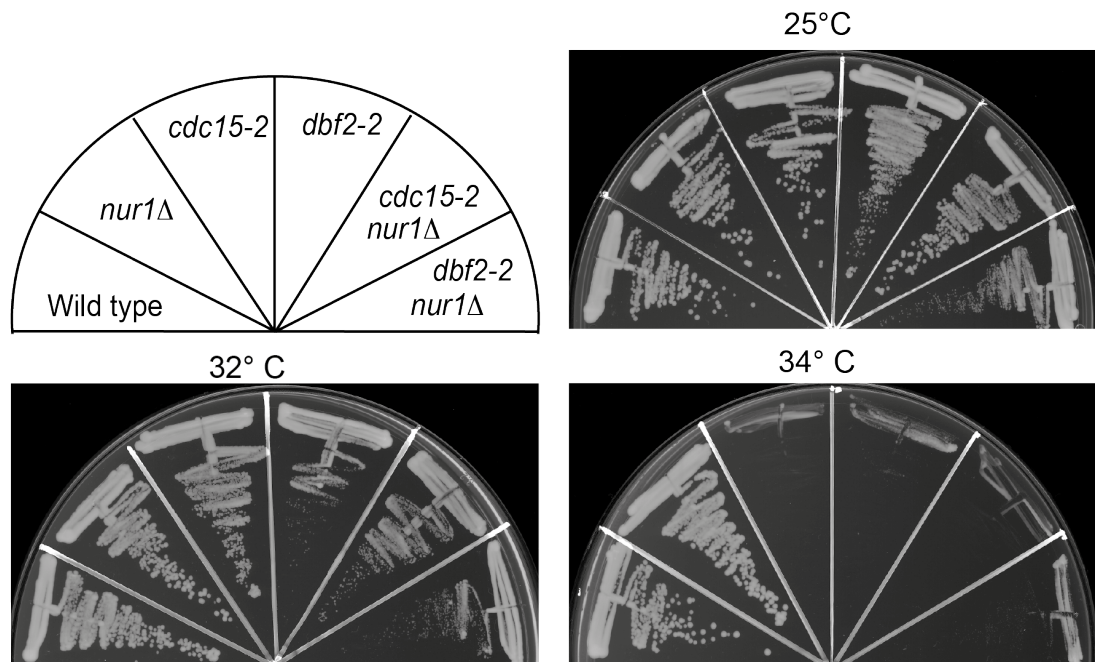 25°C
cdc15-2
dbf2-2
nur1Δ
cdc15-2
nur1Δ
Wild type
dbf2-2
nur1Δ
32° C
34° C